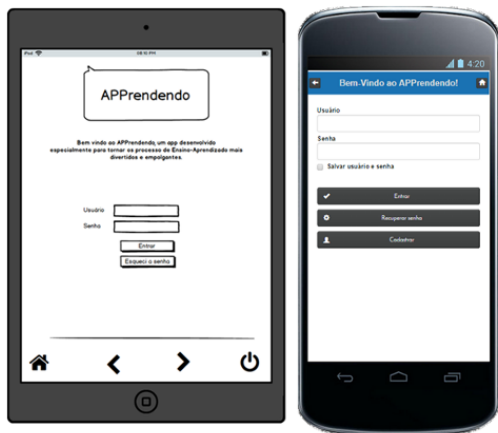 iPad
08:15 PM
APPrendendo
Bem vindo ao APPrendendo, um app desenvolvido
especialmente para tornar os processo de Ensino-Aprendizado mais
divertidos e empolgantes.
Usuário
Senha
Entrar
Esqueci a senha
4:20
Bem-Vindo ao APPrendendo!
Usuário
Senha
Salvar usuário e senha
Entrar
Recuperar senha
Cadastrar